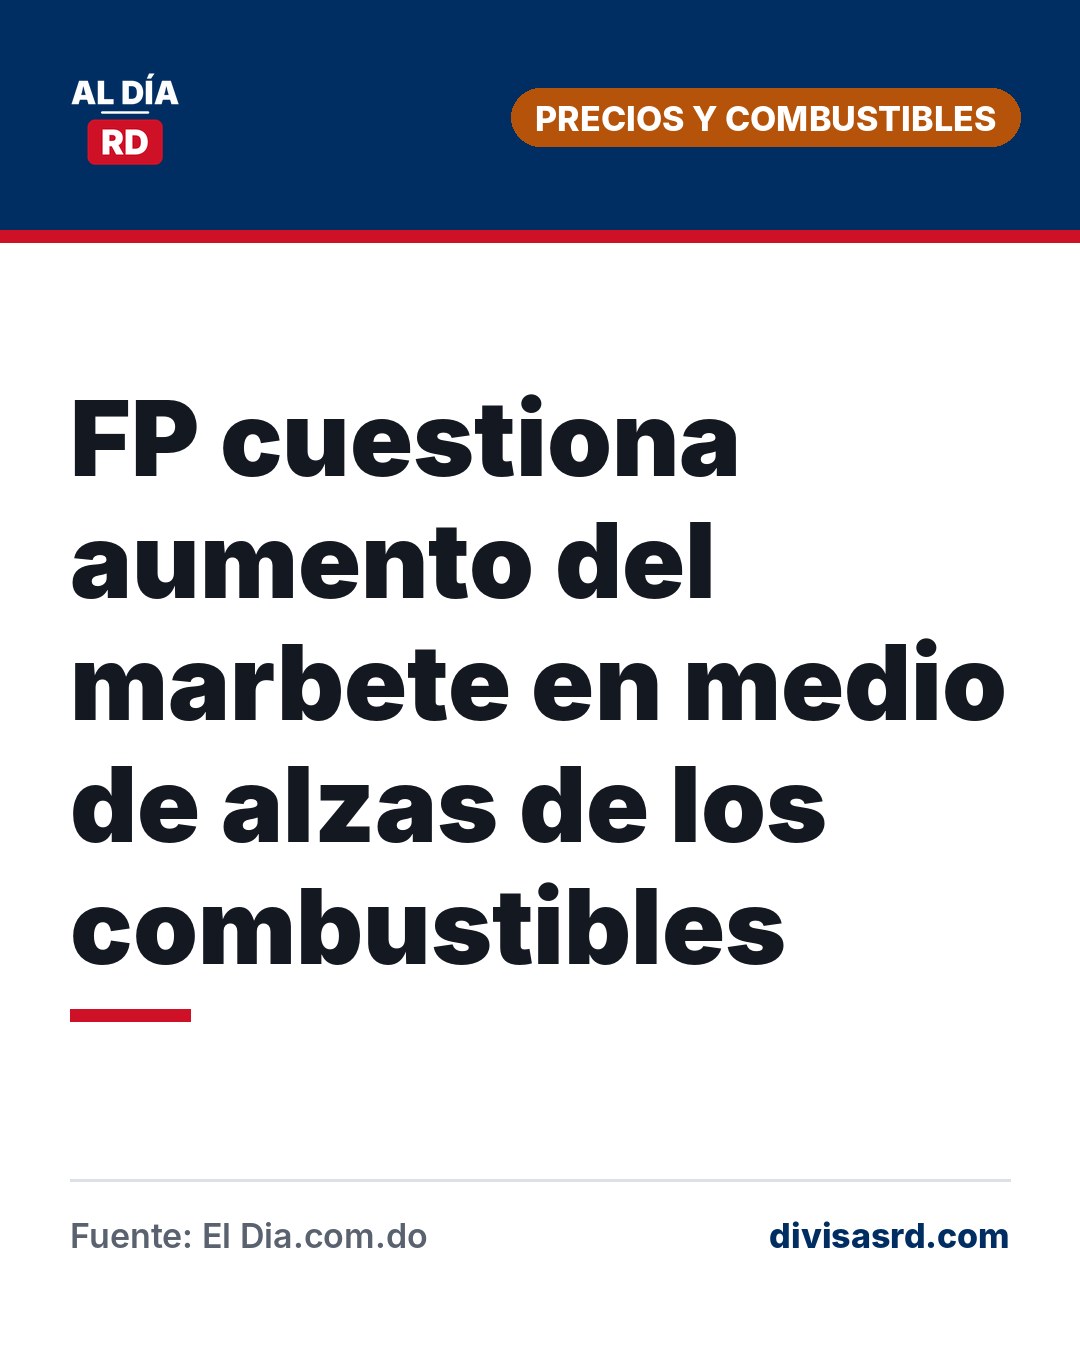 AL DÍA
RD
PRECIOS Y COMBUSTIBLES
FP cuestiona
aumento del
marbete en medio
de alzas de los
combustibles
Fuente: El Dia.com.do
divisasrd.com